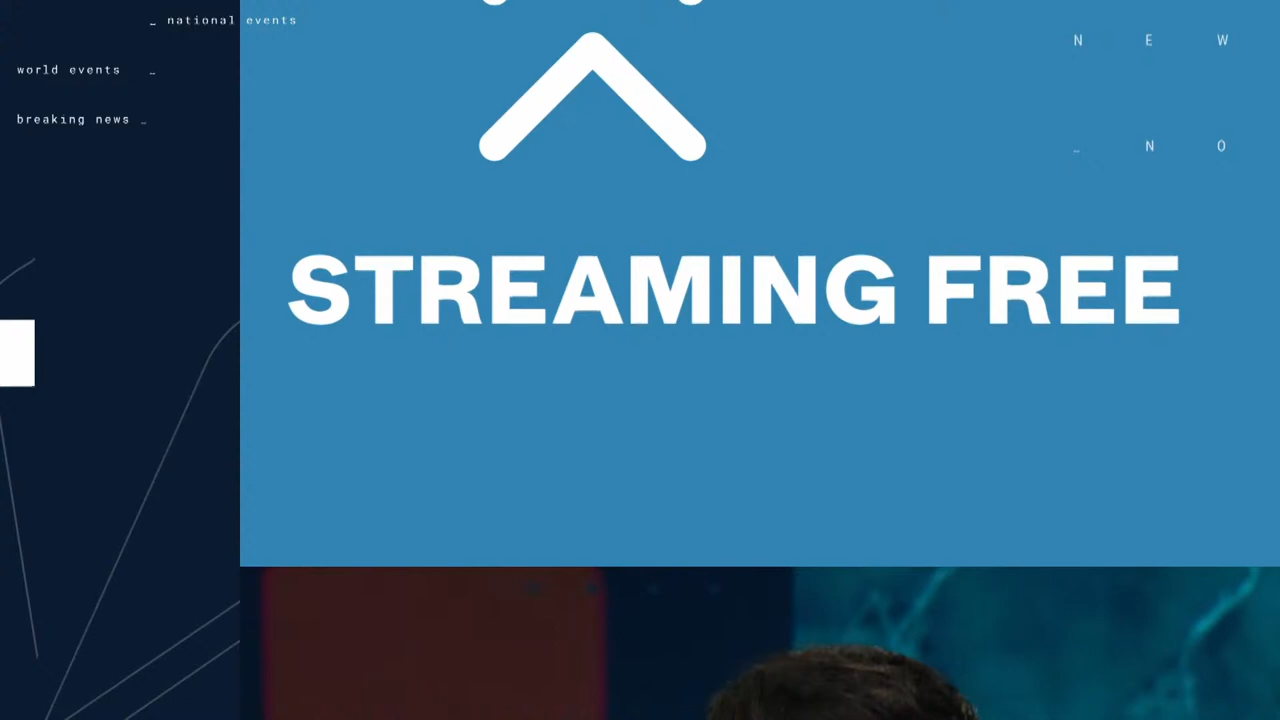 _ national events
world events _
breaking news _
N E W
_ N O
STREAMING FREE